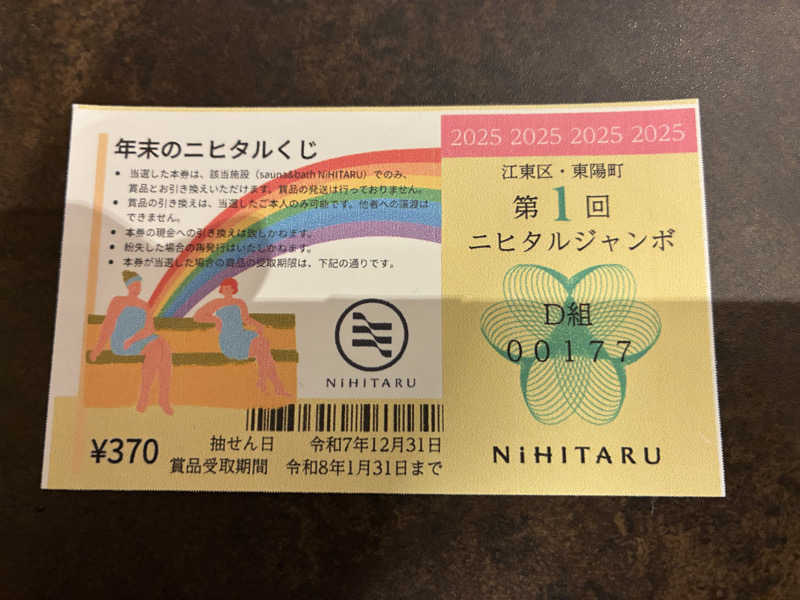 年末のニヒタルくじ
• 当選した本券は、該当施設（sauna&bath NiHITARU）でのみ、
賞品とお引き換えいただけます。賞品の発送は行っておりません。
• 賞品の引き換えは、当選したご本人のみ可能です。他者への譲渡は
できません。
• 本券の現金への引き換えは致しかねます。
• 紛失した場合の再発行はいたしかねます。
• 本券が当選した場合の賞品の受取期限は、下記の通りです。
NiHITARU
¥370
抽せん日 令和7年12月31日
賞品受取期間 令和8年1月31日まで
2025 2025 2025 2025
江東区・東陽町
第1回
ニヒタルジャンボ
D組
00177
NiHITARU